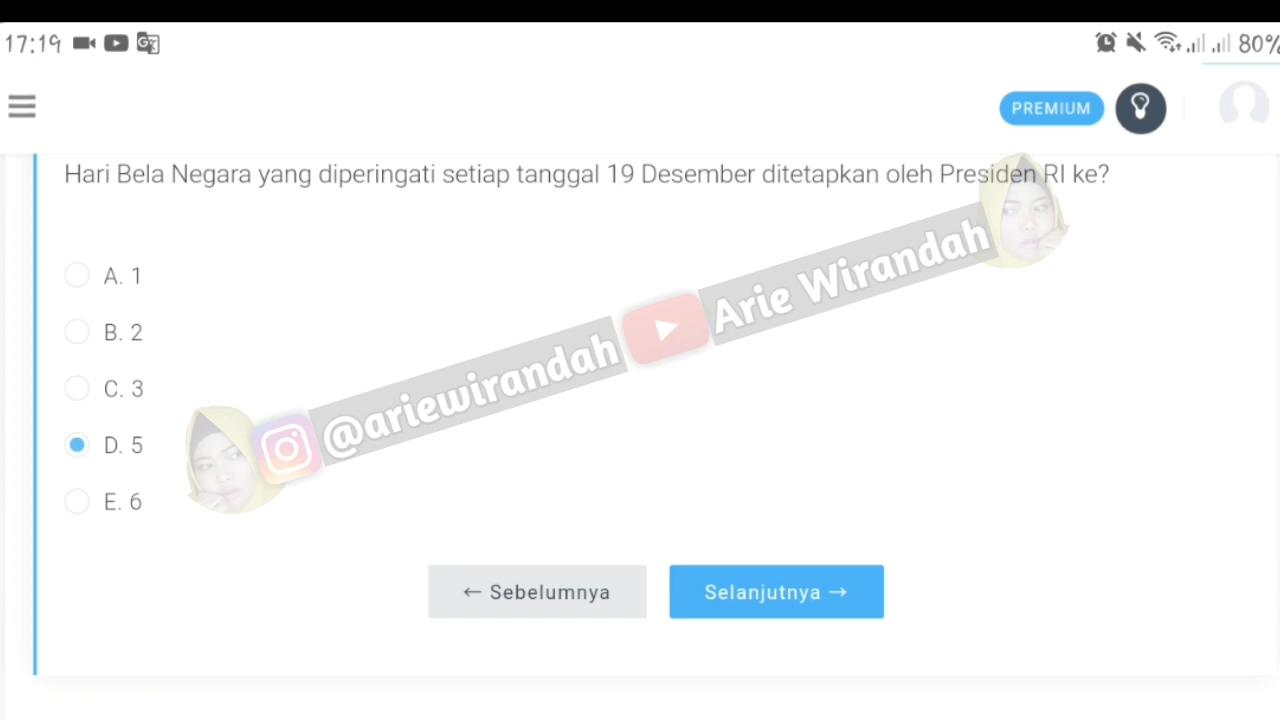 17:19
80%
PREMIUM
Hari Bela Negara yang diperingati setiap tanggal 19 Desember ditetapkan oleh Presiden RI ke?
A. 1
B. 2
C. 3
D. 5
E. 6
@ariewirandah
Arie Wirandah
← Sebelumnya
Selanjutnya →